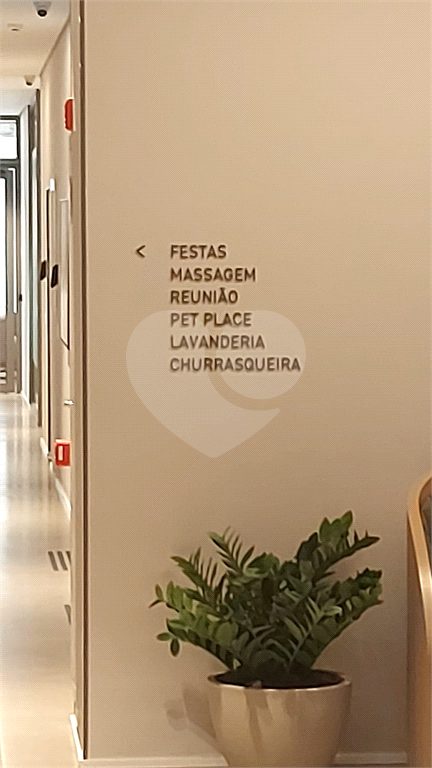 < FESTAS
MASSAGEM
REUNIÃO
PET PLACE
LAVANDERIA
CHURRASQUEIRA